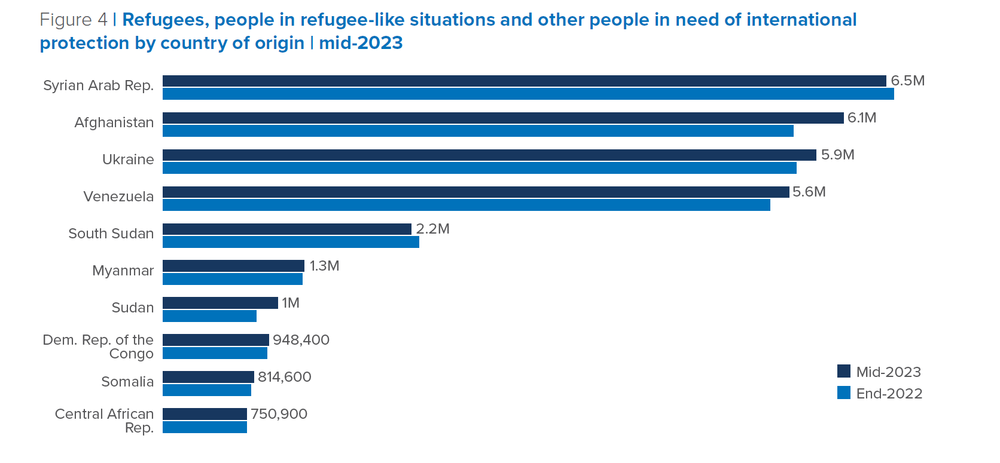 Figure 4 | Refugees, people in refugee-like situations and other people in need of international
protection by country of origin | mid-2023
Syrian Arab Rep.
6.5M
Afghanistan
6.1M
Ukraine
5.9M
Venezuela
5.6M
South Sudan
2.2M
Myanmar
1.3M
Sudan
1M
Dem. Rep. of the
Congo
948,400
Somalia
814,600
Central African
Rep.
750,900
Mid-2023
End-2022